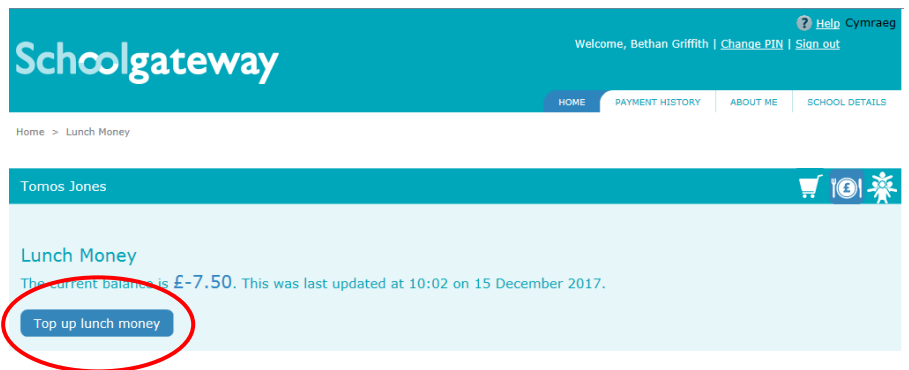 ? Help Cymraeg
Schoolgateway
Welcome, Bethan Griffith | Change PIN | Sign out
HOME PAYMENT HISTORY ABOUT ME SCHOOL DETAILS
Home > Lunch Money
Tomos Jones
£
Lunch Money
The current balance is £-7.50. This was last updated at 10:02 on 15 December 2017.
Top up lunch money